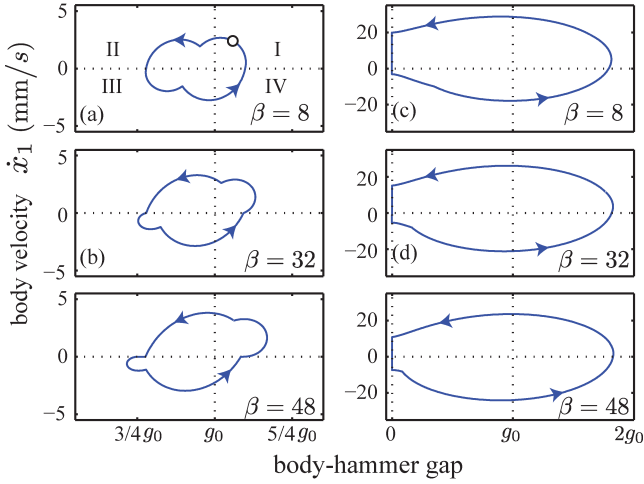 5
0
−5
II
I
III
IV
(a)
β = 8
20
0
−20
(c)
β = 8
5
0
−5
(b)
β = 32
20
0
−20
(d)
β = 32
5
0
−5
β = 48
20
0
−20
β = 48
3/4g₀
g₀
5/4g₀
0
g₀
2g₀
body velocity ẋ₁ (mm/s)
body-hammer gap